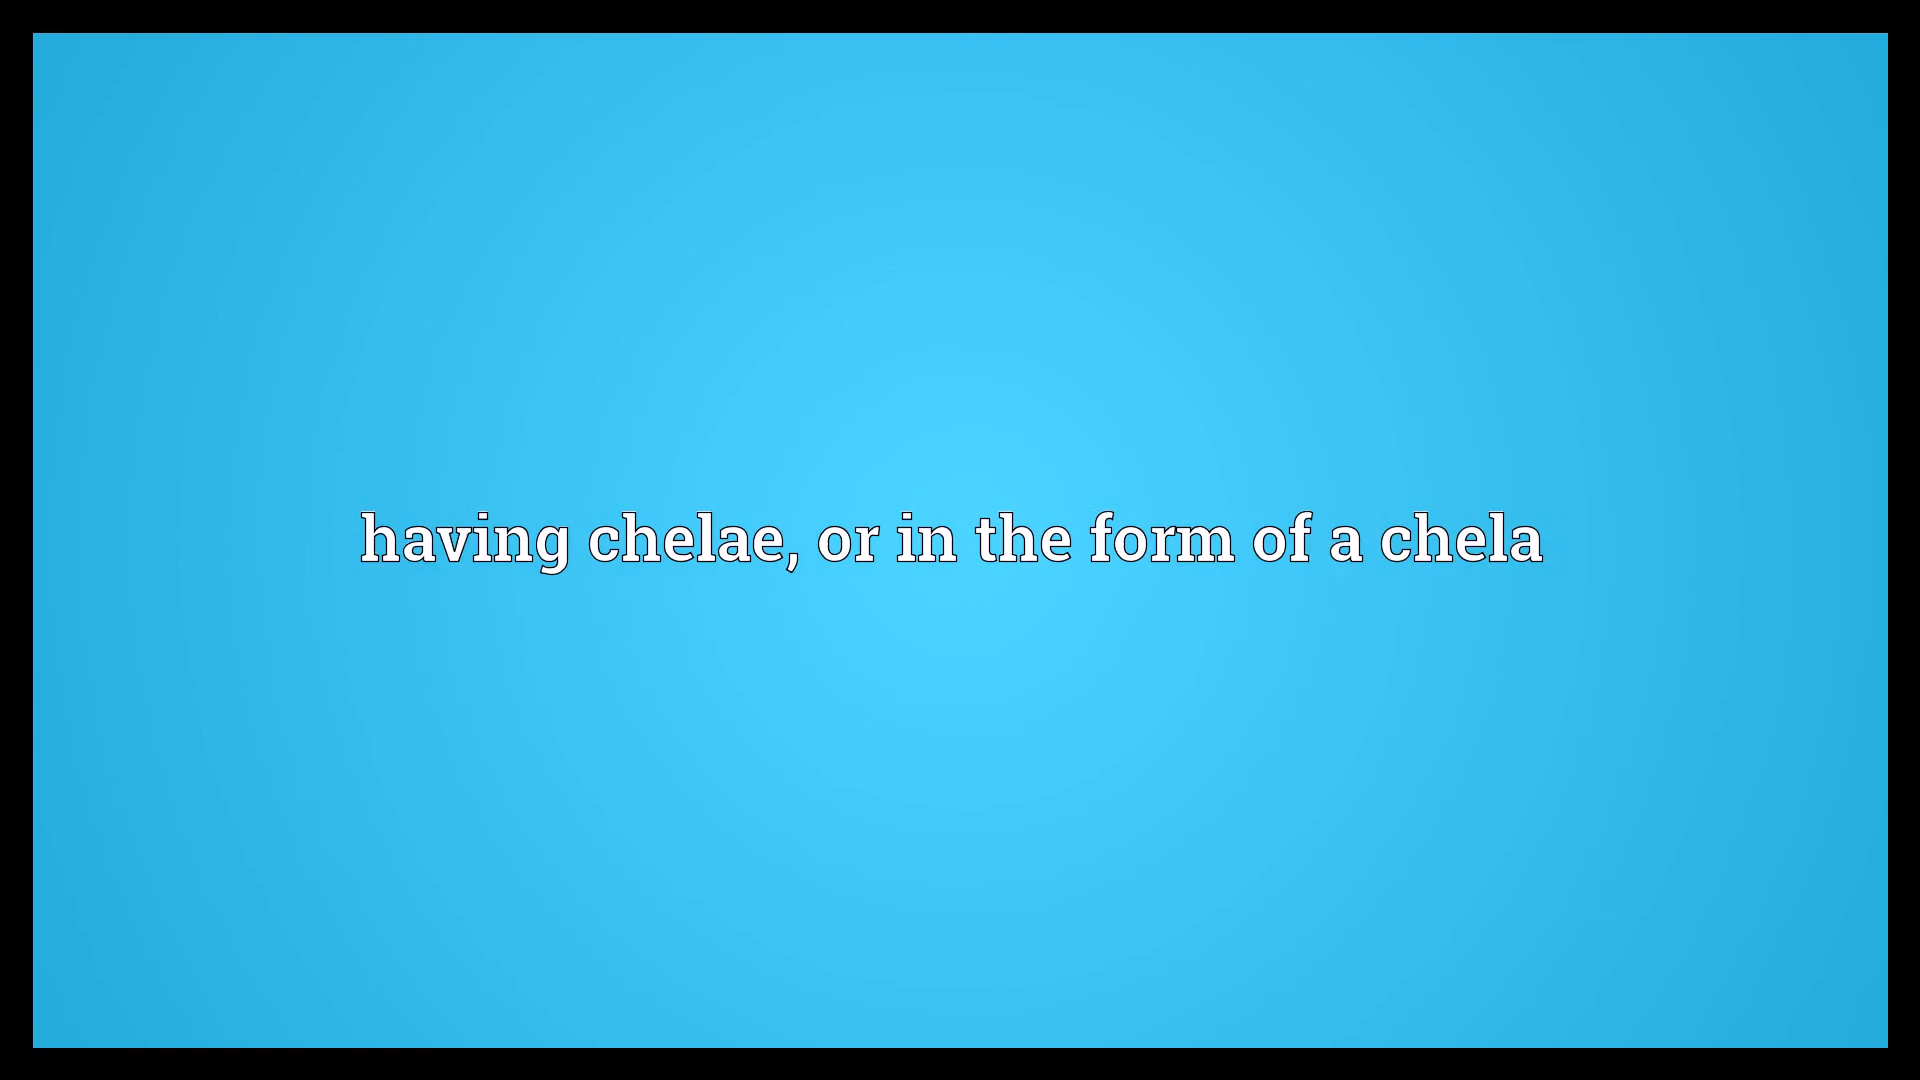 having chelae, or in the form of a chela